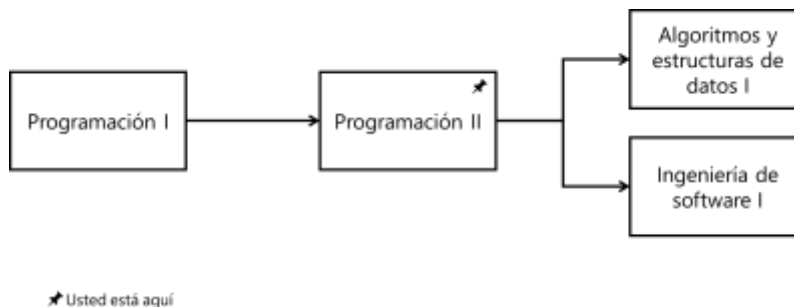 Programación I
Programación II
Algoritmos y
estructuras de
datos I
Ingeniería de
software I
Usted está aquí